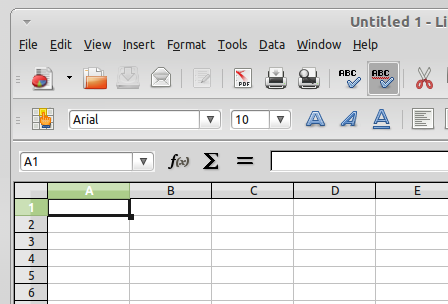 Untitled 1 - Li
File Edit View Insert Format Tools Data Window Help
PDF ABC ABC
Arial 10 A A A
A1 f(x) Σ =
A B C D E
1
2
3
4
5
6